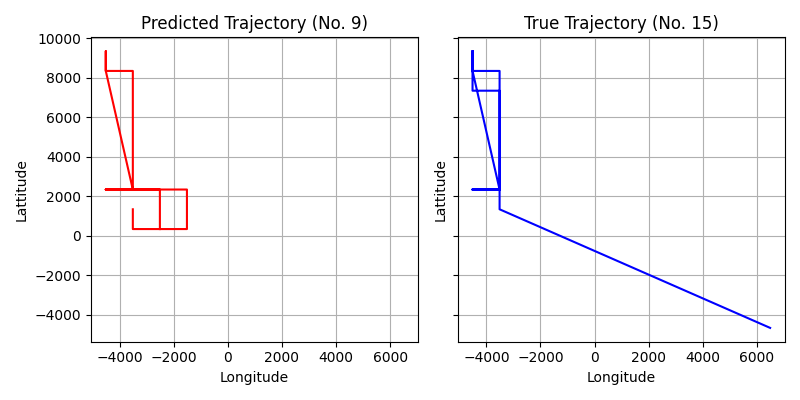 Predicted Trajectory (No. 9)
True Trajectory (No. 15)
10000
8000
6000
4000
2000
0
−2000
−4000
Lattitude
Lattitude
−4000 −2000 0 2000 4000 6000
−4000 −2000 0 2000 4000 6000
Longitude
Longitude